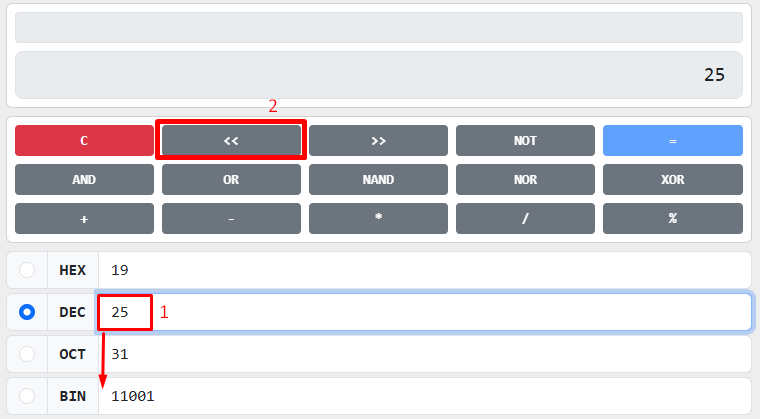 25
2
C << >> NOT =
AND OR NAND NOR XOR
+ - * / %
HEX 19
DEC 25 1
OCT 31
BIN 11001